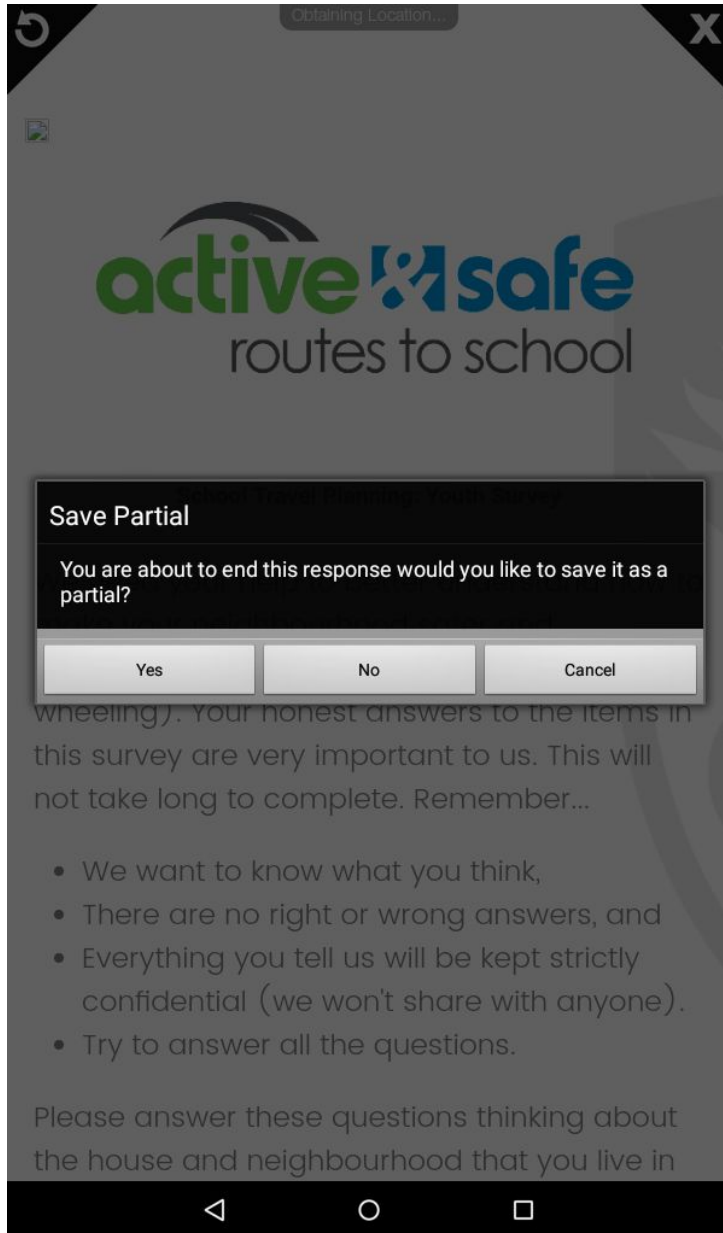 Obtaining Location...
X
active & safe
routes to school
School Travel Planning: Youth Survey
Save Partial
You are about to end this response would you like to save it as a
partial?
Yes
No
Cancel
wheeling). Your honest answers to the items in
this survey are very important to us. This will
not take long to complete. Remember...
• We want to know what you think,
• There are no right or wrong answers, and
• Everything you tell us will be kept strictly
confidential (we won't share with anyone).
• Try to answer all the questions.
Please answer these questions thinking about
the house and neighbourhood that you live in